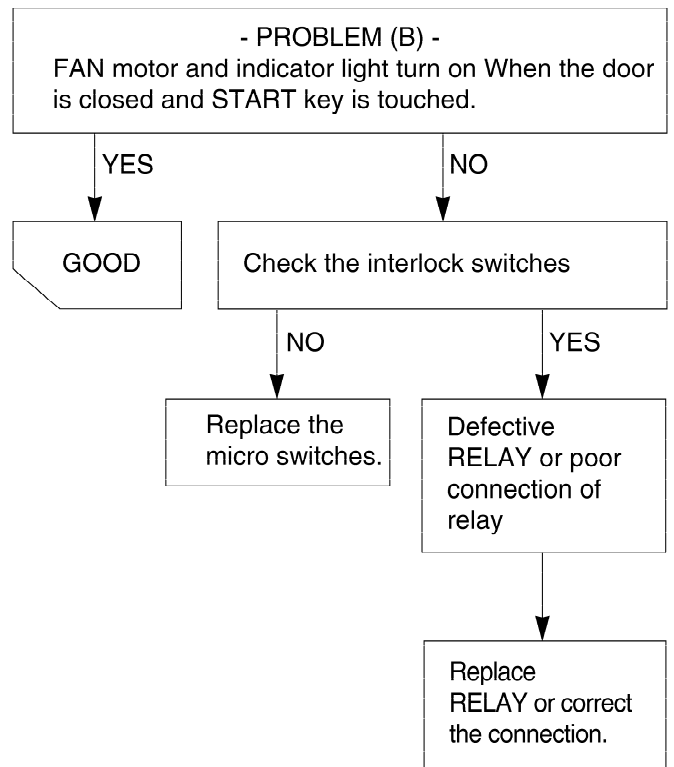 - PROBLEM (B) -
FAN motor and indicator light turn on When the door
is closed and START key is touched.
YES
NO
GOOD
Check the interlock switches
NO
YES
Replace the
micro switches.
Defective
RELAY or poor
connection of
relay
Replace
RELAY or correct
the connection.